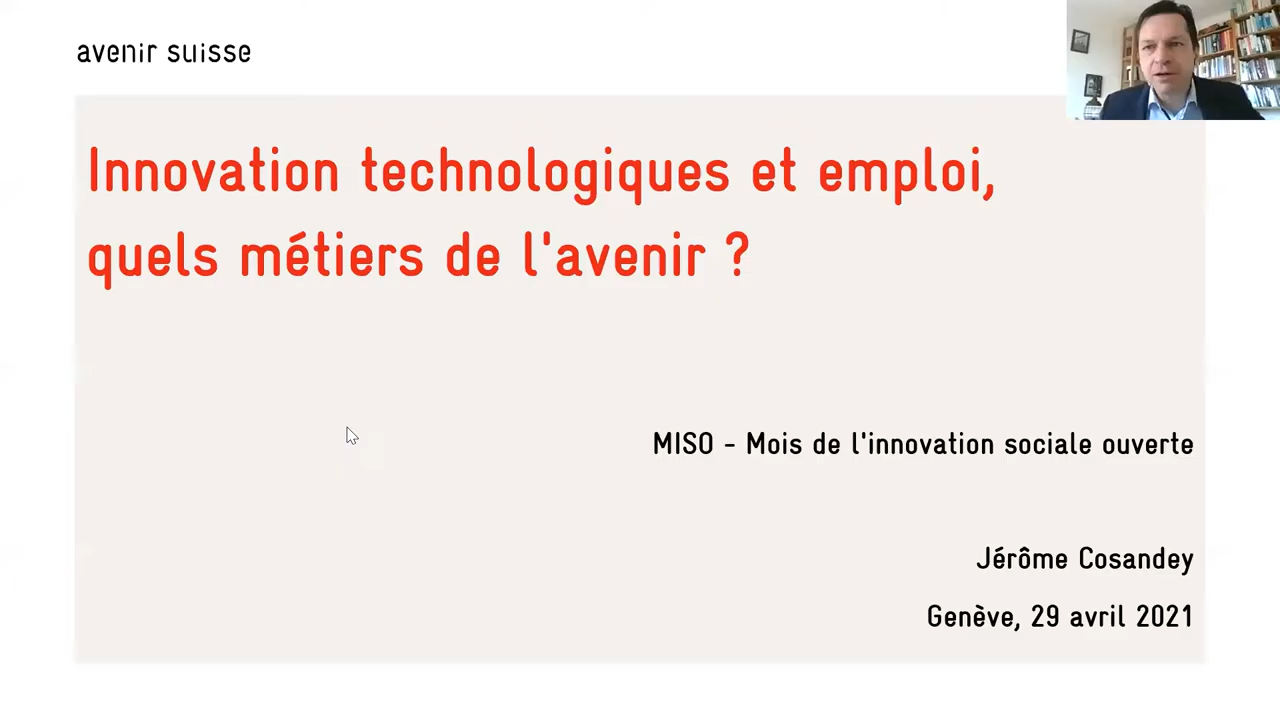 avenir suisse
Innovation technologiques et emploi,
quels métiers de l'avenir ?
MISO - Mois de l'innovation sociale ouverte
Jérôme Cosandey
Genève, 29 avril 2021